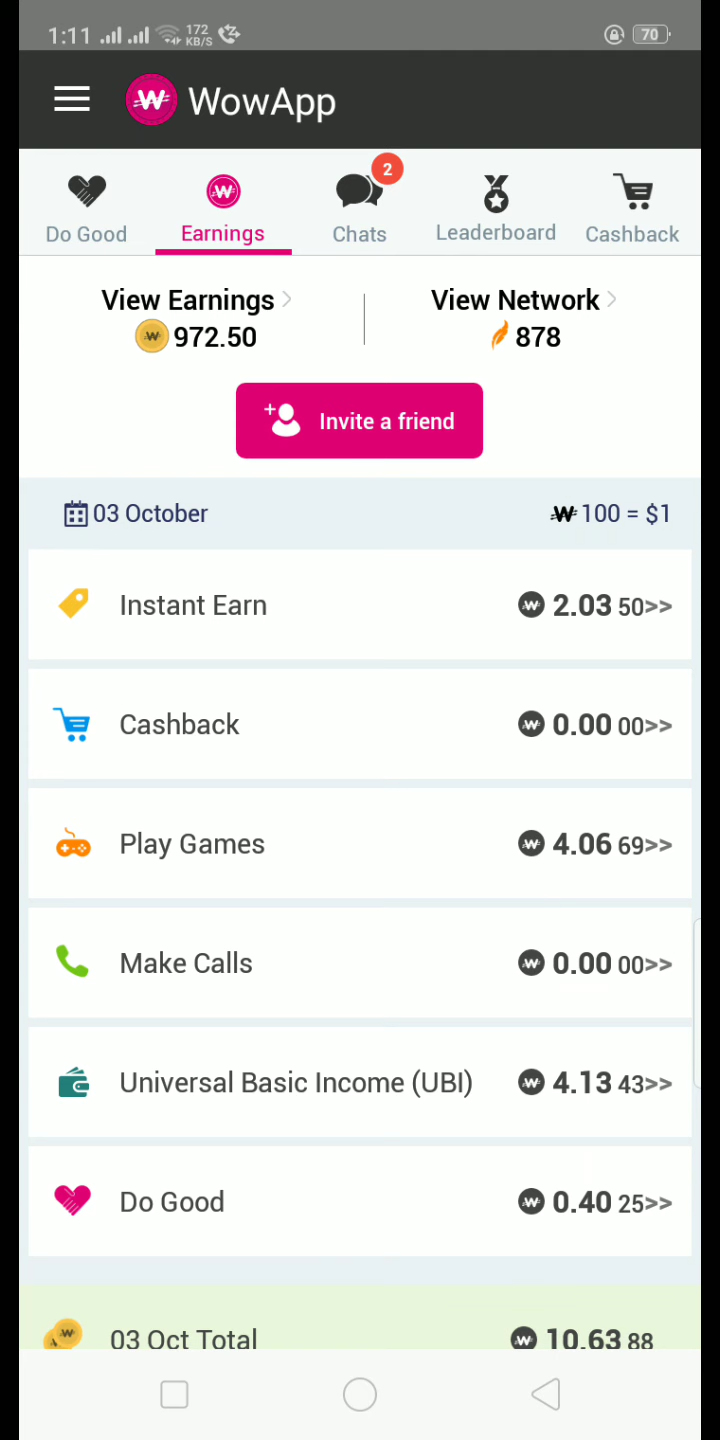 1:11 172 KB/S 70
WowApp
2
Do Good Earnings Chats Leaderboard Cashback
View Earnings View Network
972.50 878
Invite a friend
03 October W 100 = $1
Instant Earn 2.03 50>>
Cashback 0.00 00>>
Play Games 4.06 69>>
Make Calls 0.00 00>>
Universal Basic Income (UBI) 4.13 43>>
Do Good 0.40 25>>
03 Oct Total 10.63 88